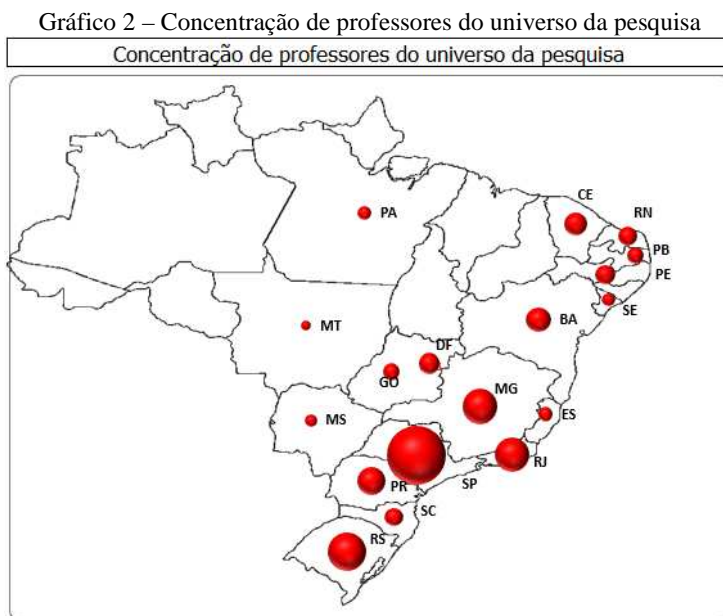 Gráfico 2 – Concentração de professores do universo da pesquisa
Concentração de professores do universo da pesquisa
CE
RN
PA
PB
PE
SE
BA
MT
DF
GO
MG
ES
MS
RJ
SP
PR
SC
RS